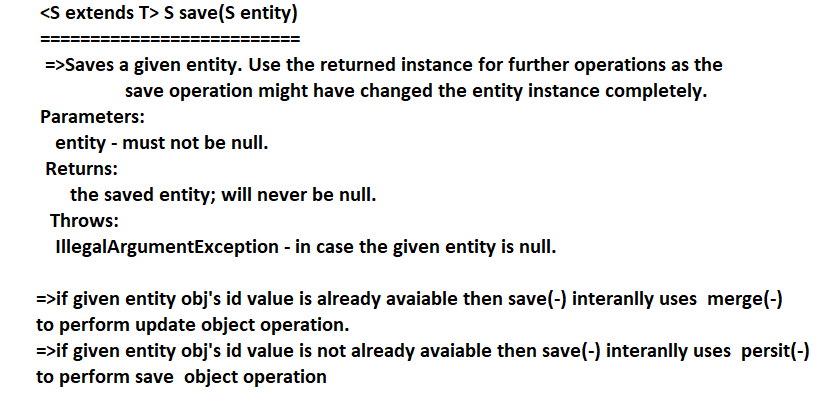 <S extends T> S save(S entity)
==========================
=>Saves a given entity. Use the returned instance for further operations as the
save operation might have changed the entity instance completely.
Parameters:
entity - must not be null.
Returns:
the saved entity; will never be null.
Throws:
IllegalArgumentException - in case the given entity is null.
=>if given entity obj's id value is already avaiable then save(-) interanlly uses  merge(-)
to perform update object operation.
=>if given entity obj's id value is not already avaiable then save(-) interanlly uses  persit(-)
to perform save  object operation